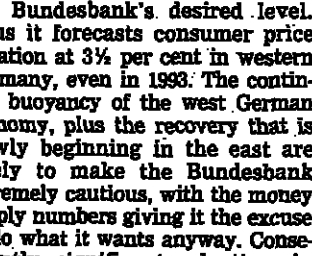 Bundesbank's desired level.
us it forecasts consumer price
ation at 3½ per cent in western
many, even in 1993. The contin-
buoyancy of the west German
nomy, plus the recovery that is
wly beginning in the east are
ly to make the Bundesbank
remely cautious, with the money
ply numbers giving it the excuse
do what it wants anyway. Conse-